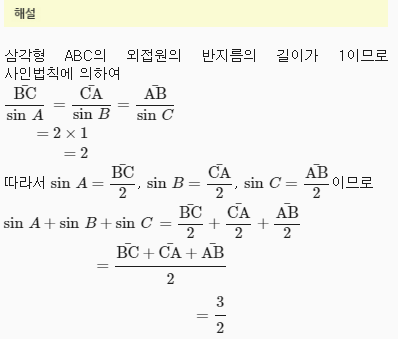 해설
삼각형 ABC의 외접원의 반지름의 길이가 1이므로
사인법칙에 의하여
\frac{\bar{BC}}{\sin A} = \frac{\bar{CA}}{\sin B} = \frac{\bar{AB}}{\sin C}
= 2 × 1
= 2
따라서 \sin A = \frac{\bar{BC}}{2}, \sin B = \frac{\bar{CA}}{2}, \sin C = \frac{\bar{AB}}{2}이므로
\sin A + \sin B + \sin C = \frac{\bar{BC}}{2} + \frac{\bar{CA}}{2} + \frac{\bar{AB}}{2}
= \frac{\bar{BC} + \bar{CA} + \bar{AB}}{2}
= \frac{3}{2}